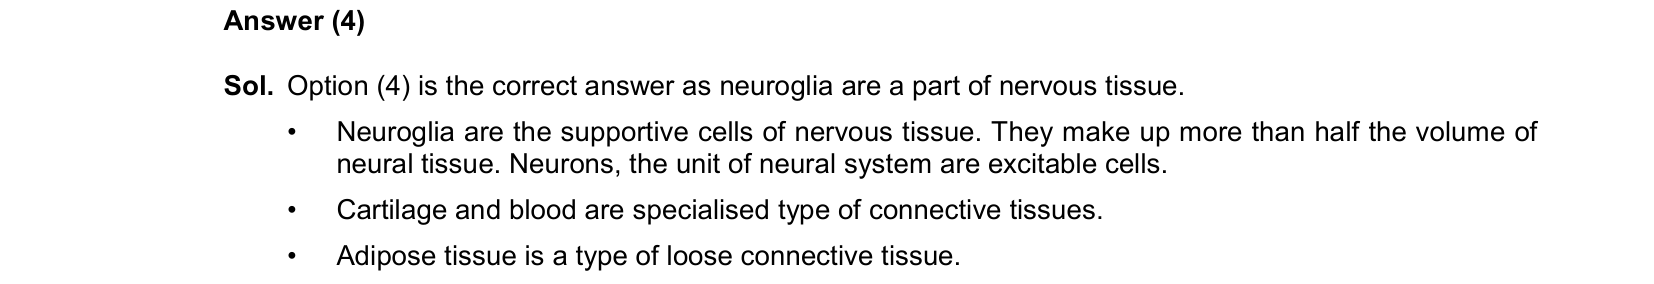 Answer (4)
Sol. Option (4) is the correct answer as neuroglia are a part of nervous tissue.
• Neuroglia are the supportive cells of nervous tissue. They make up more than half the volume of
neural tissue. Neurons, the unit of neural system are excitable cells.
• Cartilage and blood are specialised type of connective tissues.
• Adipose tissue is a type of loose connective tissue.